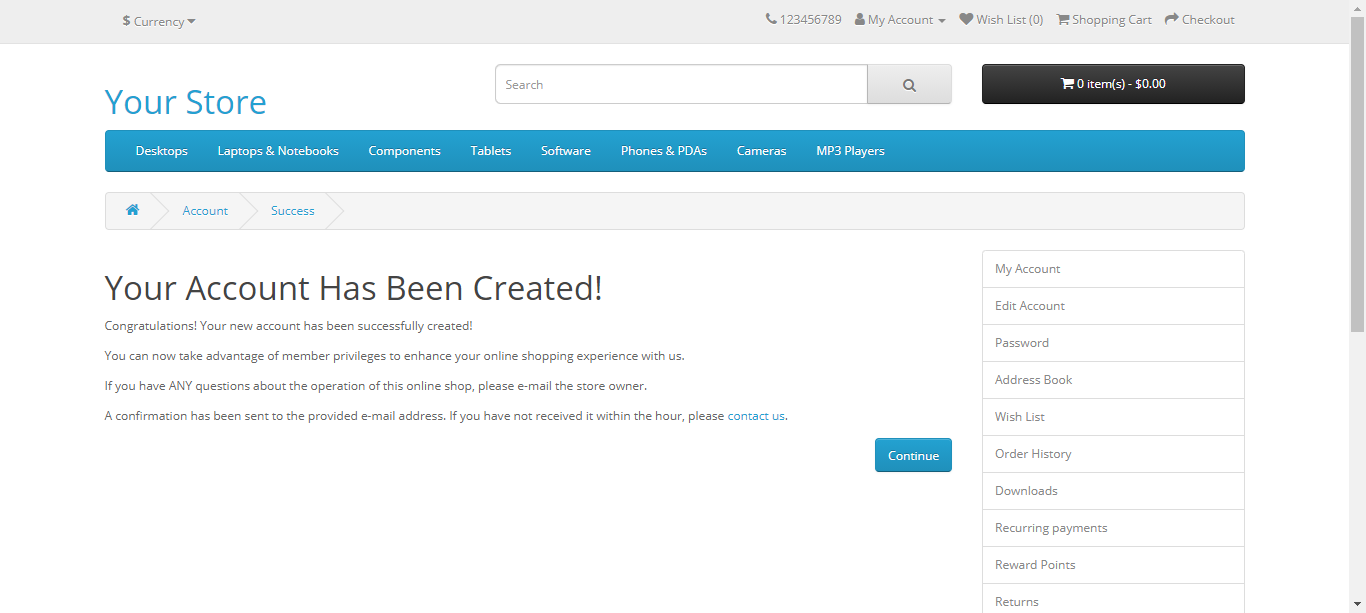 $ Currency
123456789 My Account Wish List (0) Shopping Cart Checkout
Your Store
Search
0 item(s) - $0.00
Desktops Laptops & Notebooks Components Tablets Software Phones & PDAs Cameras MP3 Players
Account Success
Your Account Has Been Created!
Congratulations! Your new account has been successfully created!
You can now take advantage of member privileges to enhance your online shopping experience with us.
If you have ANY questions about the operation of this online shop, please e-mail the store owner.
A confirmation has been sent to the provided e-mail address. If you have not received it within the hour, please contact us.
Continue
My Account
Edit Account
Password
Address Book
Wish List
Order History
Downloads
Recurring payments
Reward Points
Returns